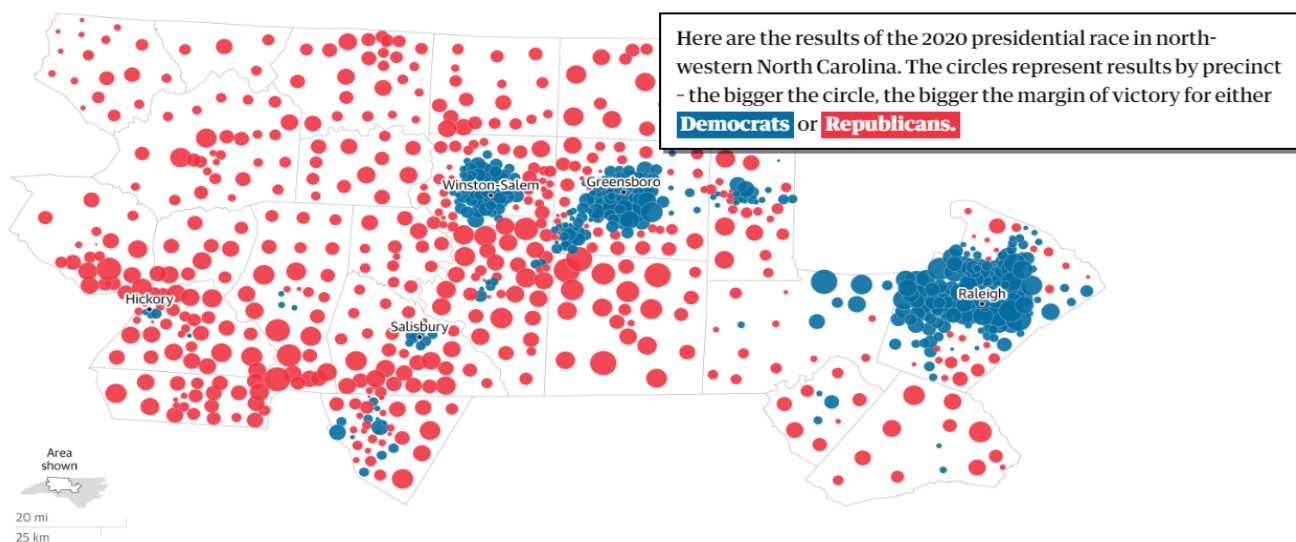 Here are the results of the 2020 presidential race in north-
western North Carolina. The circles represent results by precinct
– the bigger the circle, the bigger the margin of victory for either
Democrats or Republicans.
Winston-Salem
Greensboro
Hickory
Raleigh
Salisbury
Area
shown
20 mi
25 km